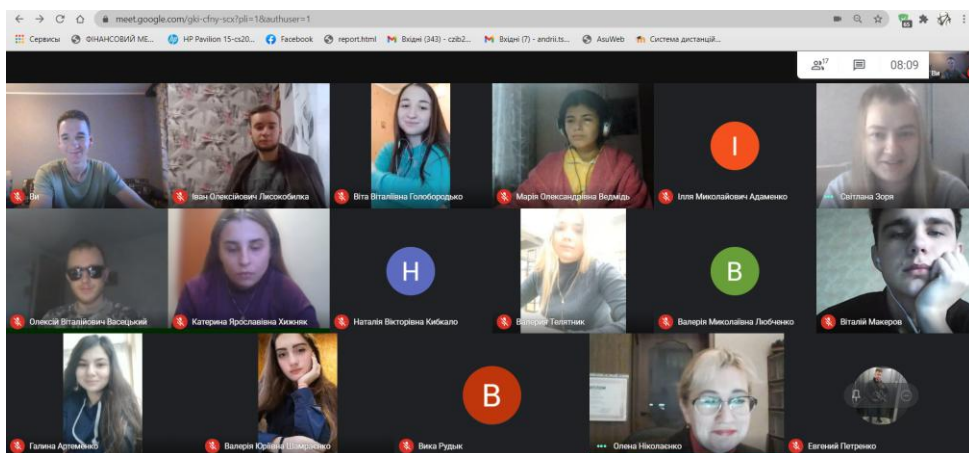 meet.google.com/gki-cfny-scx?pli=1&authuser=1
Сервисы ФІНАНСОВИЙ МЕ... HP Pavilion 15-cs20... Facebook report.html Вхідні (343) - czib2... Вхідні (7) - andrii.ts... AsuWeb Система дистанцій...
17 08:09
Ви
Ви
Іван Олексійович Лисокобилка
Віта Віталіївна Голобородько
Марія Олександрівна Ведмідь
І
Ілля Миколайович Адаменко
Світлана Зоря
Олексій Віталійович Васецький
Катерина Ярославівна Хижняк
Н
Наталія Вікторівна Кибкало
Валерия Телятник
В
Валерія Миколаївна Любченко
Віталій Макеров
Галина Артеменко
Валерія Юріївна
В
Вика Рудык
Олена Ніколаєнко
Евгений Петренко